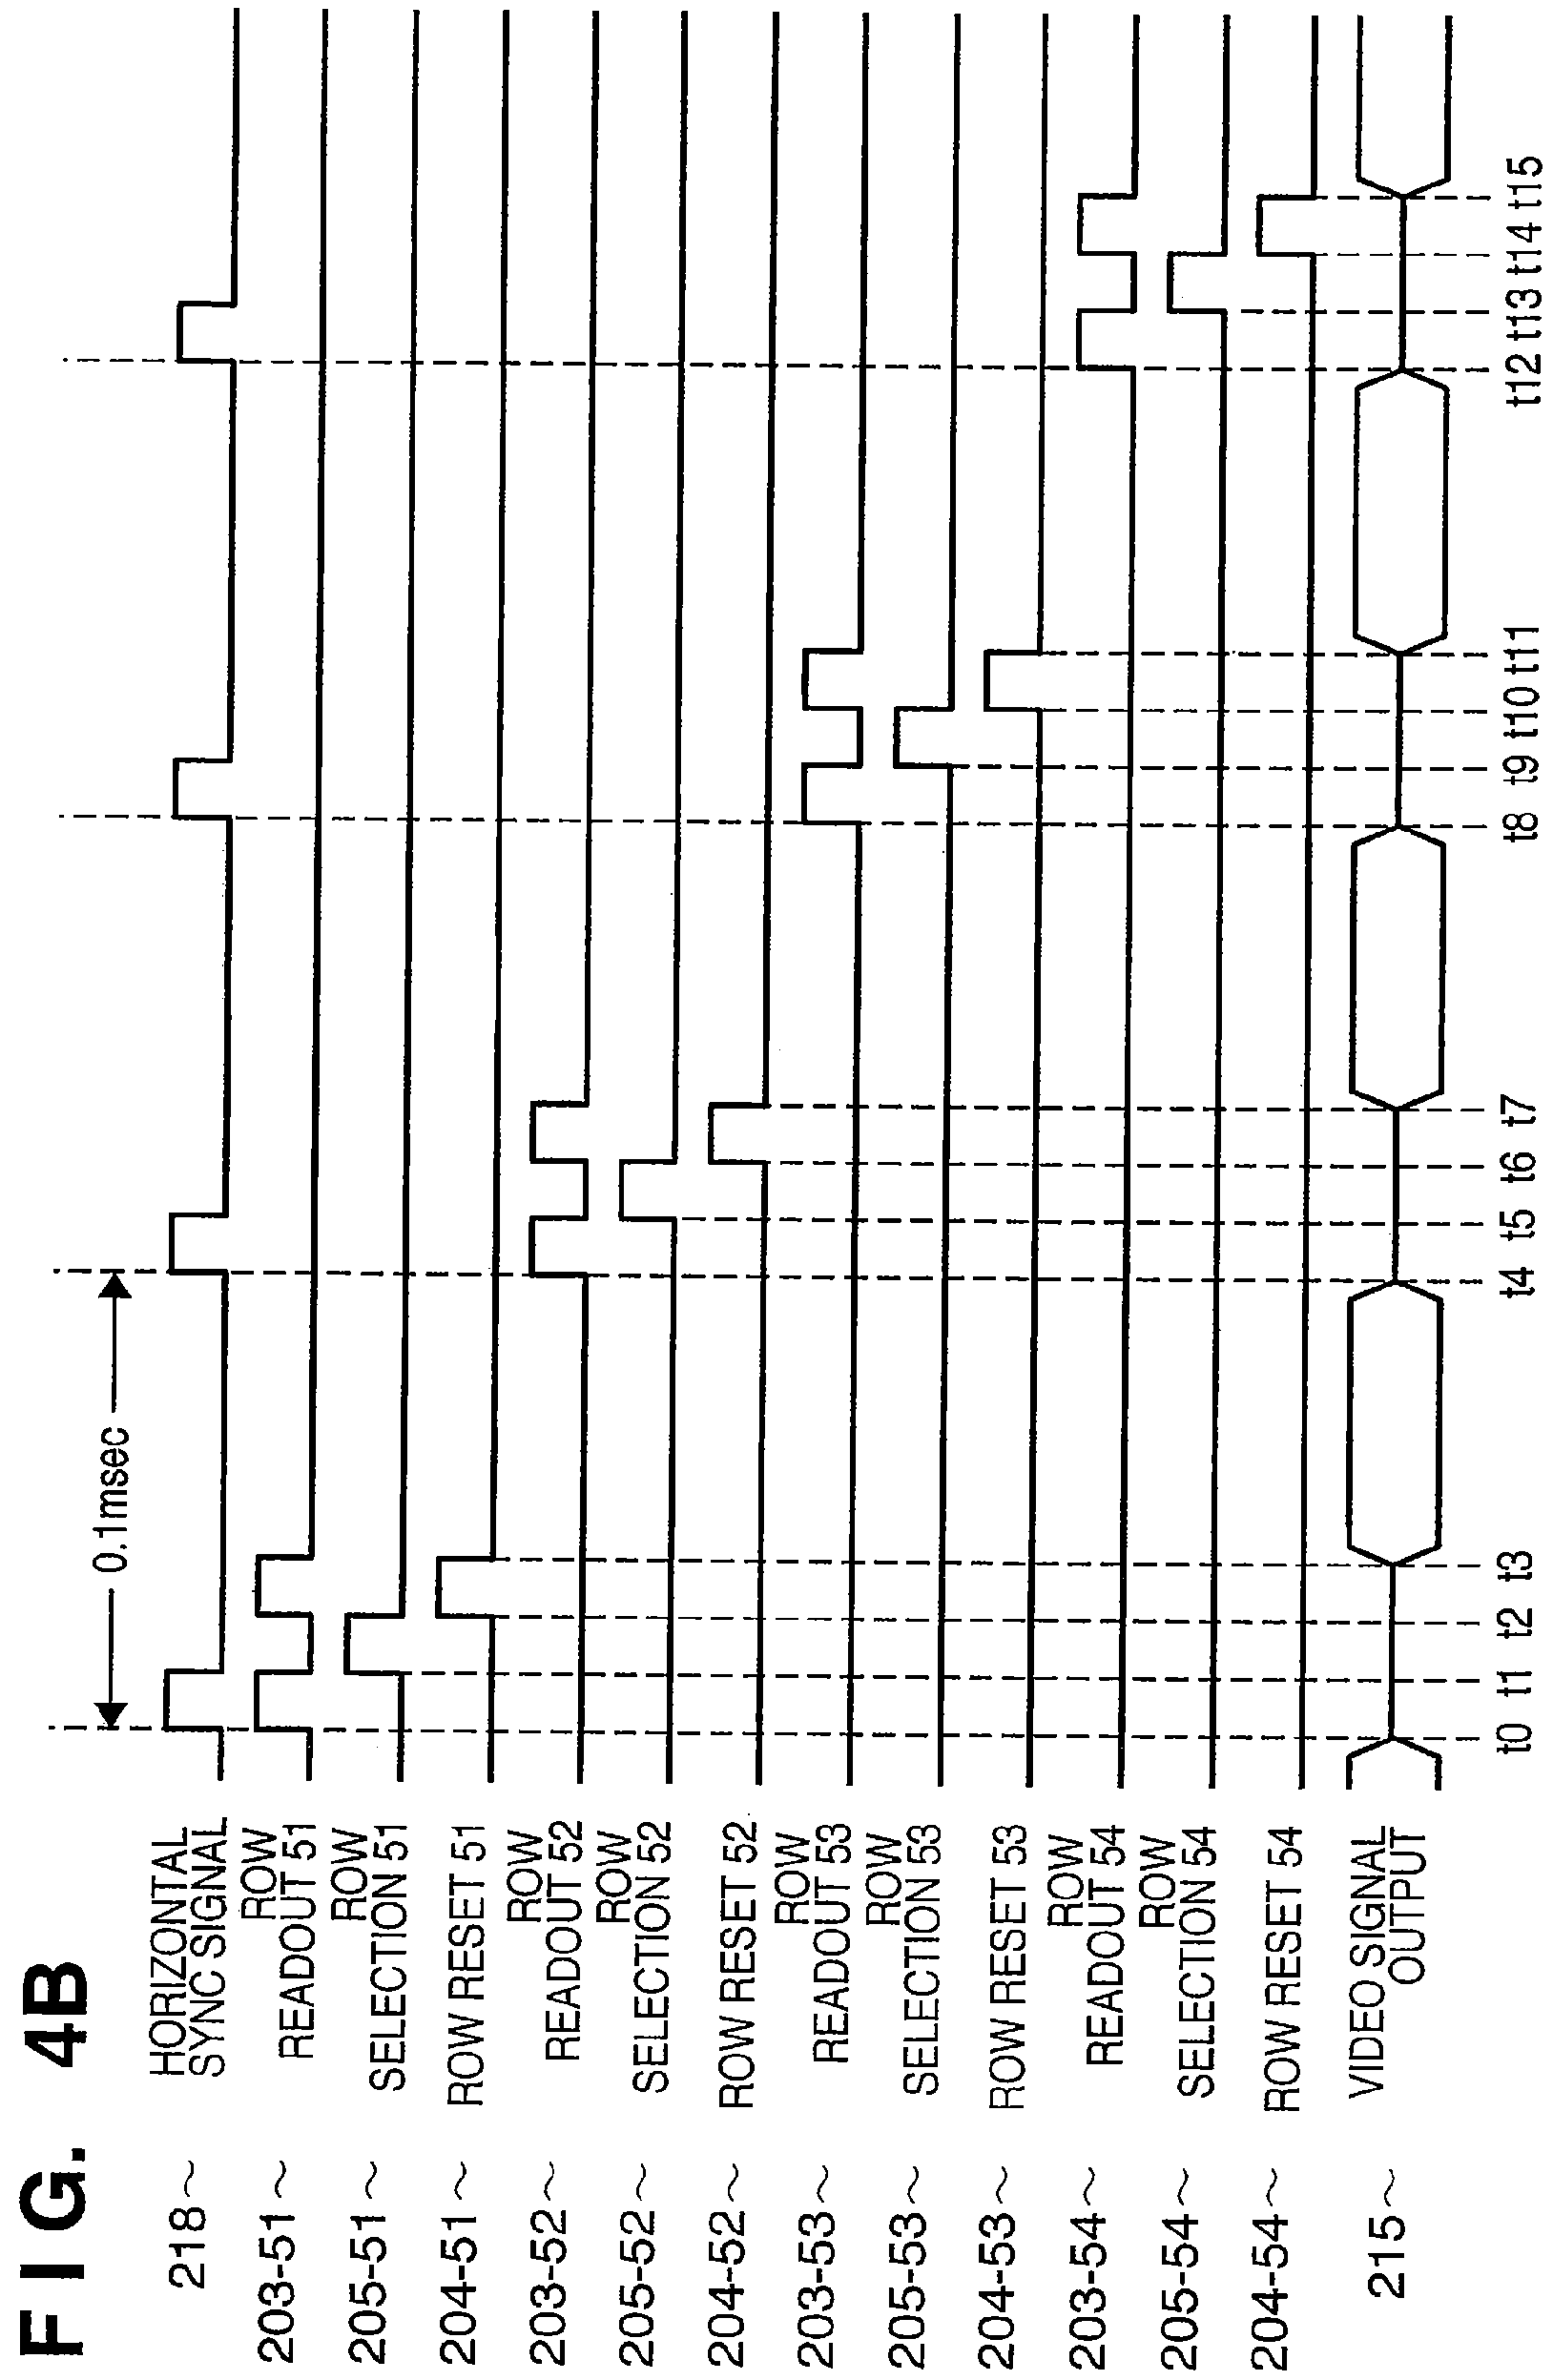 FIG. 4B
0.1msec
218~ HORIZONTAL
SYNC SIGNAL
203-51~ ROW
READOUT 51
205-51~ ROW
SELECTION 51
204-51~ ROW RESET 51
203-52~ ROW
READOUT 52
205-52~ ROW
SELECTION 52
204-52~ ROW RESET 52
203-53~ ROW
READOUT 53
205-53~ ROW
SELECTION 53
204-53~ ROW RESET 53
203-54~ ROW
READOUT 54
205-54~ ROW
SELECTION 54
204-54~ ROW RESET 54
215~ VIDEO SIGNAL
OUTPUT
t0 t1 t2 t3 t4 t5 t6 t7 t8 t9 t10 t11 t12 t13 t14 t15